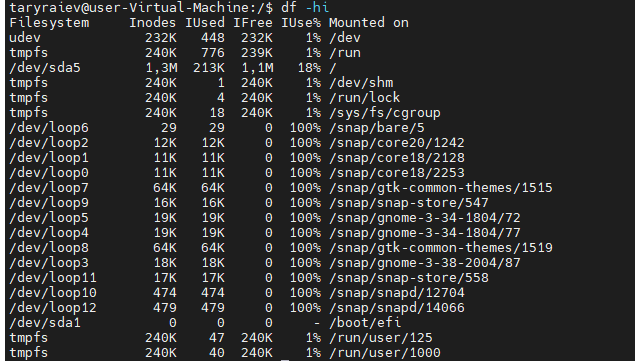 taryraiev@user-Virtual-Machine:/$ df -hi
Filesystem     Inodes IUsed IFree IUse% Mounted on
udev             232K   448  232K    1% /dev
tmpfs            240K   776  239K    1% /run
/dev/sda5        1,3M  213K  1,1M   18% /
tmpfs            240K     1  240K    1% /dev/shm
tmpfs            240K     4  240K    1% /run/lock
tmpfs            240K    18  240K    1% /sys/fs/cgroup
/dev/loop6         29    29     0  100% /snap/bare/5
/dev/loop2        12K   12K     0  100% /snap/core20/1242
/dev/loop1        11K   11K     0  100% /snap/core18/2128
/dev/loop0        11K   11K     0  100% /snap/core18/2253
/dev/loop7        64K   64K     0  100% /snap/gtk-common-themes/1515
/dev/loop9        16K   16K     0  100% /snap/snap-store/547
/dev/loop5        19K   19K     0  100% /snap/gnome-3-34-1804/72
/dev/loop4        19K   19K     0  100% /snap/gnome-3-34-1804/77
/dev/loop8        64K   64K     0  100% /snap/gtk-common-themes/1519
/dev/loop3        18K   18K     0  100% /snap/gnome-3-38-2004/87
/dev/loop11       17K   17K     0  100% /snap/snap-store/558
/dev/loop10       474   474     0  100% /snap/snapd/12704
/dev/loop12       479   479     0  100% /snap/snapd/14066
/dev/sda1           0     0     0     - /boot/efi
tmpfs            240K    47  240K    1% /run/user/125
tmpfs            240K    40  240K    1% /run/user/1000